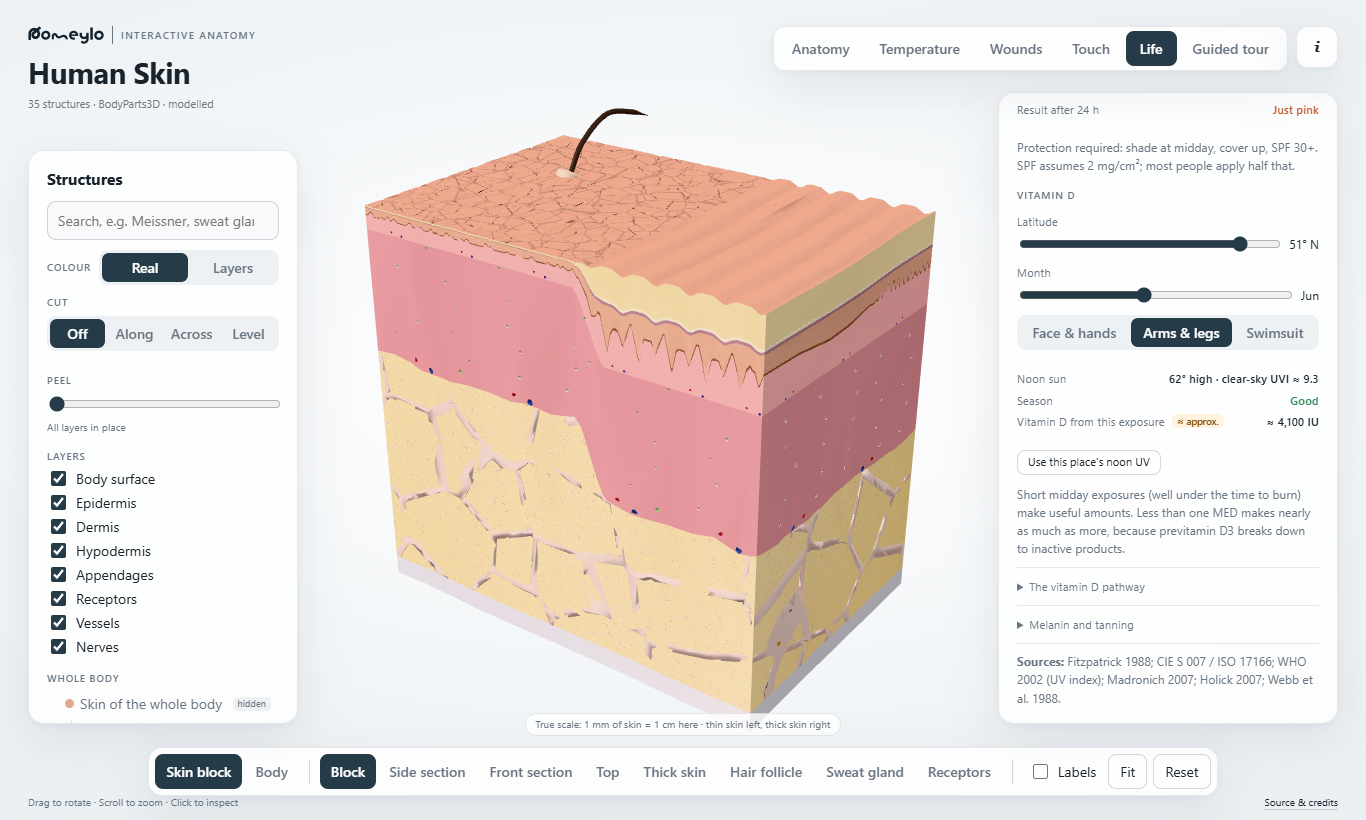 Romeylo | INTERACTIVE ANATOMY
Human Skin
35 structures · BodyParts3D · modelled
Anatomy Temperature Wounds Touch Life Guided tour i
Structures
Search, e.g. Meissner, sweat glar
COLOUR Real Layers
CUT
Off Along Across Level
PEEL
All layers in place
LAYERS
Body surface
Epidermis
Dermis
Hypodermis
Appendages
Receptors
Vessels
Nerves
WHOLE BODY
Skin of the whole body hidden
True scale: 1 mm of skin = 1 cm here · thin skin left, thick skin right
Result after 24 h Just pink
Protection required: shade at midday, cover up, SPF 30+.
SPF assumes 2 mg/cm²; most people apply half that.
VITAMIN D
Latitude
51° N
Month
Jun
Face & hands Arms & legs Swimsuit
Noon sun 62° high · clear-sky UVI ≈ 9.3
Season Good
Vitamin D from this exposure ≈ approx. ≈ 4,100 IU
Use this place's noon UV
Short midday exposures (well under the time to burn)
make useful amounts. Less than one MED makes nearly
as much as more, because previtamin D3 breaks down
to inactive products.
The vitamin D pathway
Melanin and tanning
Sources: Fitzpatrick 1988; CIE S 007 / ISO 17166; WHO
2002 (UV index); Madronich 2007; Holick 2007; Webb et
al. 1988.
Skin block Body Block Side section Front section Top Thick skin Hair follicle Sweat gland Receptors Labels Fit Reset
Drag to rotate · Scroll to zoom · Click to inspect
Source & credits